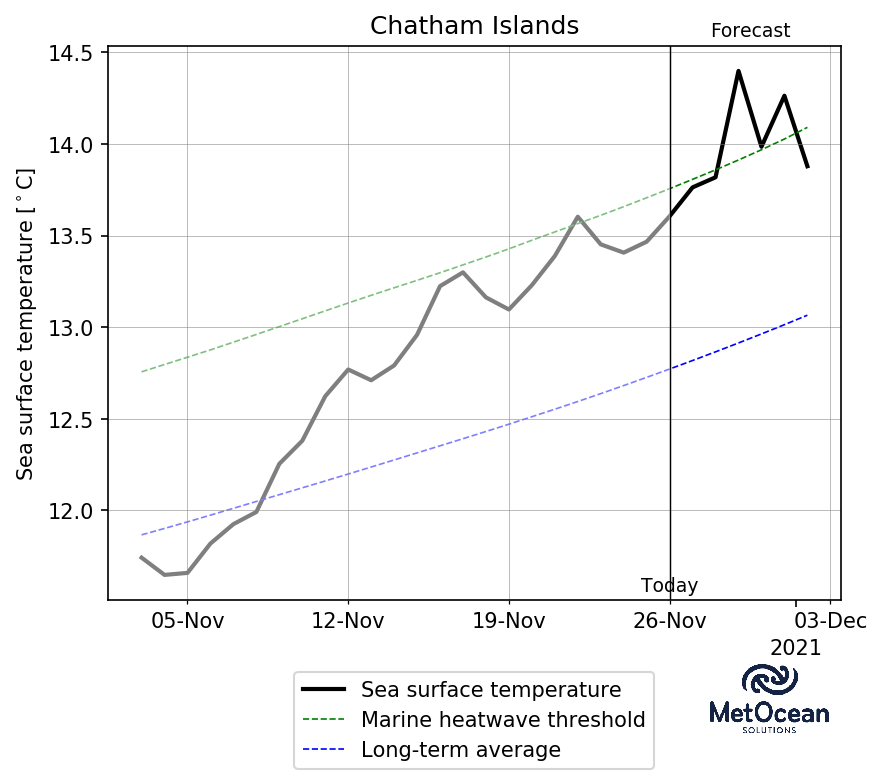 Chatham Islands
Forecast
14.5
14.0
13.5
13.0
12.5
12.0
Sea surface temperature [°C]
Today
05-Nov
12-Nov
19-Nov
26-Nov
03-Dec
2021
Sea surface temperature
Marine heatwave threshold
Long-term average
MetOcean
SOLUTIONS